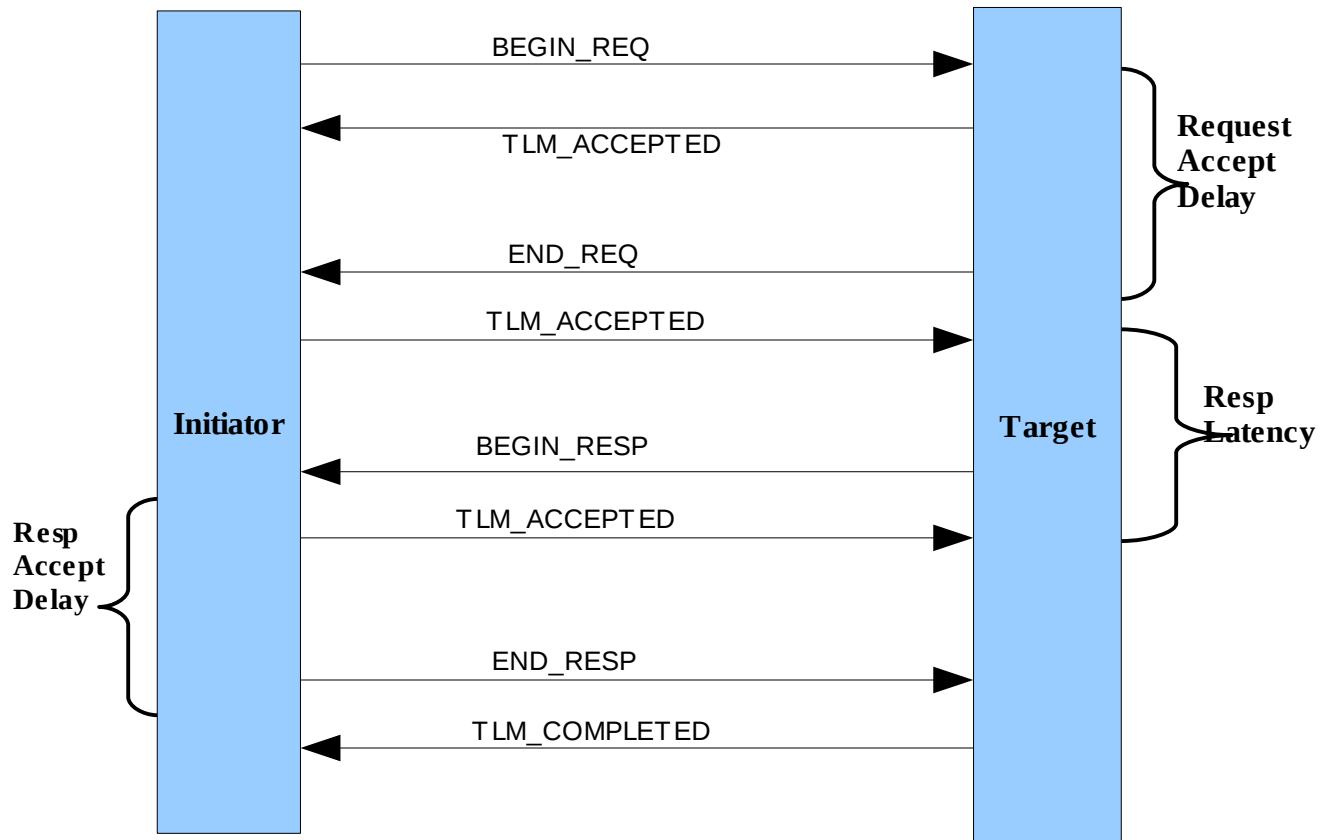 BEGIN_REQ
TLM_ACCEPTED
Request
Accept
Delay
END_REQ
TLM_ACCEPTED
Initiator
Target
Resp
Latency
BEGIN_RESP
TLM_ACCEPTED
Resp
Accept
Delay
END_RESP
TLM_COMPLETED